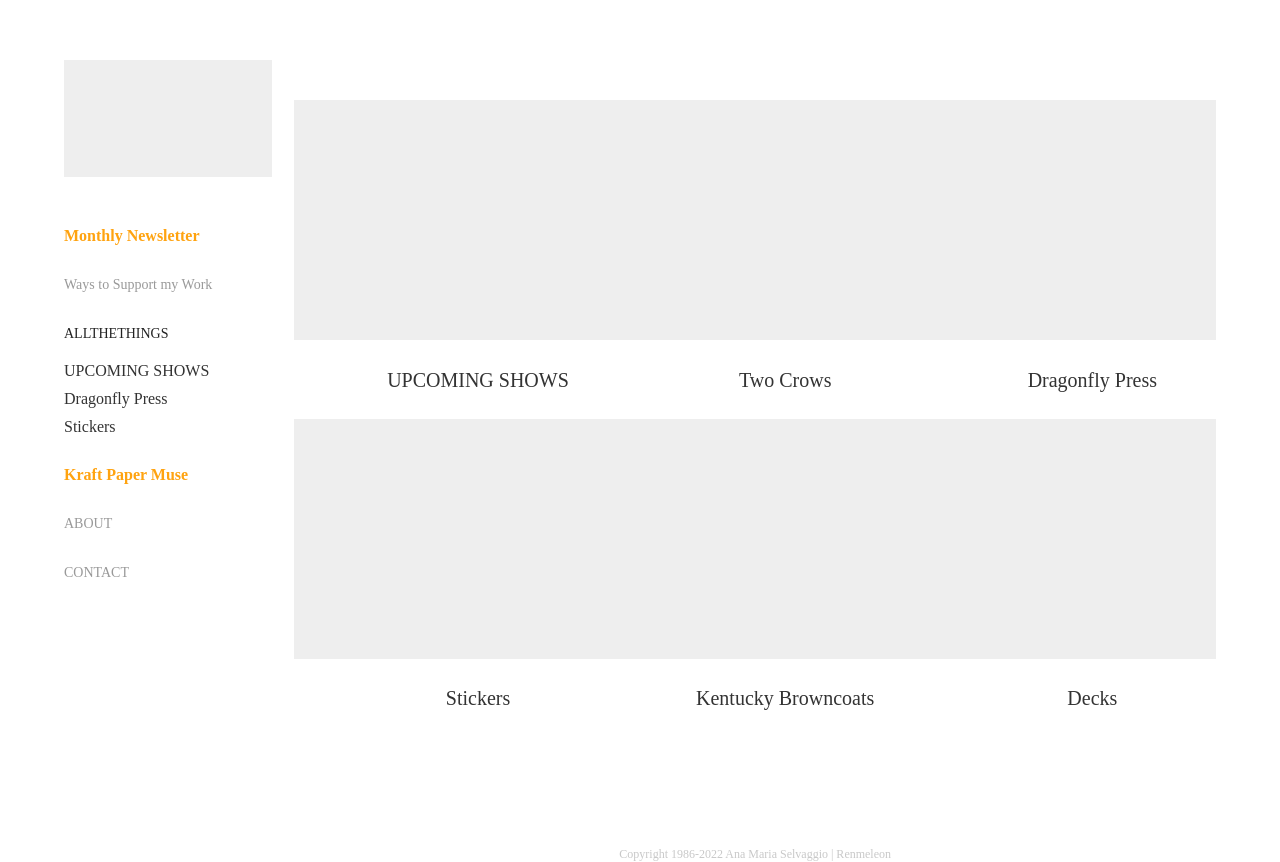 Monthly Newsletter
Ways to Support my Work
ALLTHETHINGS
UPCOMING SHOWS
Dragonfly Press
Stickers
Kraft Paper Muse
ABOUT
CONTACT
UPCOMING SHOWS
Two Crows
Dragonfly Press
Stickers
Kentucky Browncoats
Decks
Copyright 1986-2022 Ana Maria Selvaggio | Renmeleon